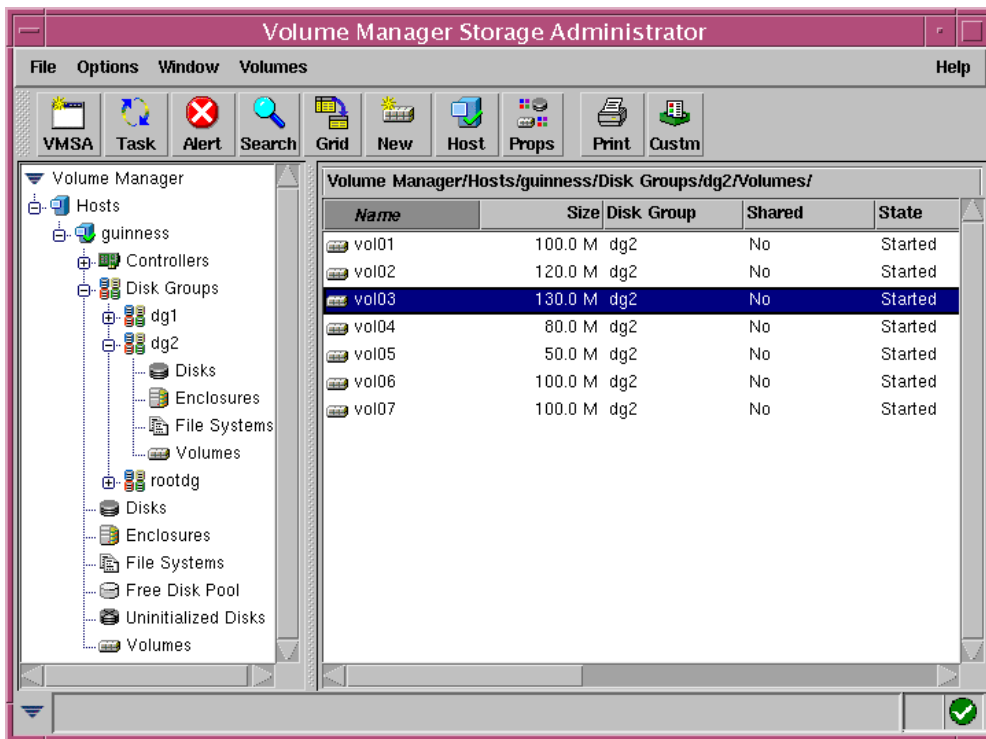 Volume Manager Storage Administrator
File Options Window Volumes Help
VMSA Task Alert Search Grid New Host Props Print Custm
Volume Manager
Hosts
guinness
Controllers
Disk Groups
dg1
dg2
Disks
Enclosures
File Systems
Volumes
rootdg
Disks
Enclosures
File Systems
Free Disk Pool
Uninitialized Disks
Volumes
Volume Manager/Hosts/guinness/Disk Groups/dg2/Volumes/
Name Size Disk Group Shared State
vol01 100.0 M dg2 No Started
vol02 120.0 M dg2 No Started
vol03 130.0 M dg2 No Started
vol04 80.0 M dg2 No Started
vol05 50.0 M dg2 No Started
vol06 100.0 M dg2 No Started
vol07 100.0 M dg2 No Started